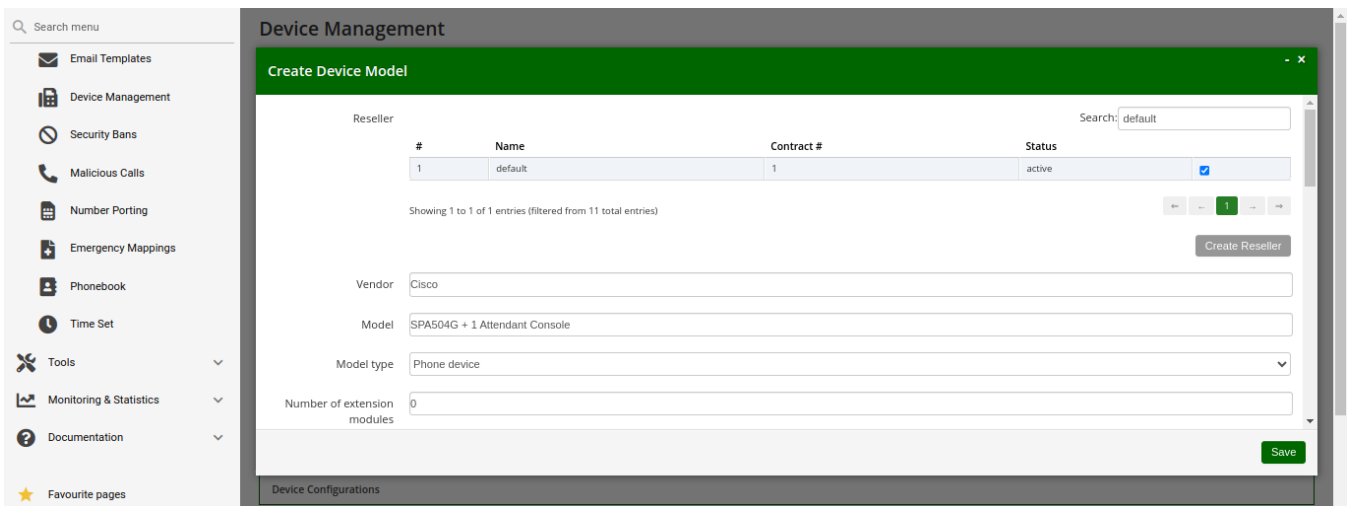 Search menu
Email Templates
Device Management
Security Bans
Malicious Calls
Number Porting
Emergency Mappings
Phonebook
Time Set
Tools
Monitoring & Statistics
Documentation
Favourite pages
Device Management
Create Device Model - ×
Reseller
Search: default
# Name Contract # Status
1 default 1 active
Showing 1 to 1 of 1 entries (filtered from 11 total entries)
← .. 1 .. →
Create Reseller
Vendor Cisco
Model SPA504G + 1 Attendant Console
Model type Phone device
Number of extension 0
modules
Save
Device Configurations